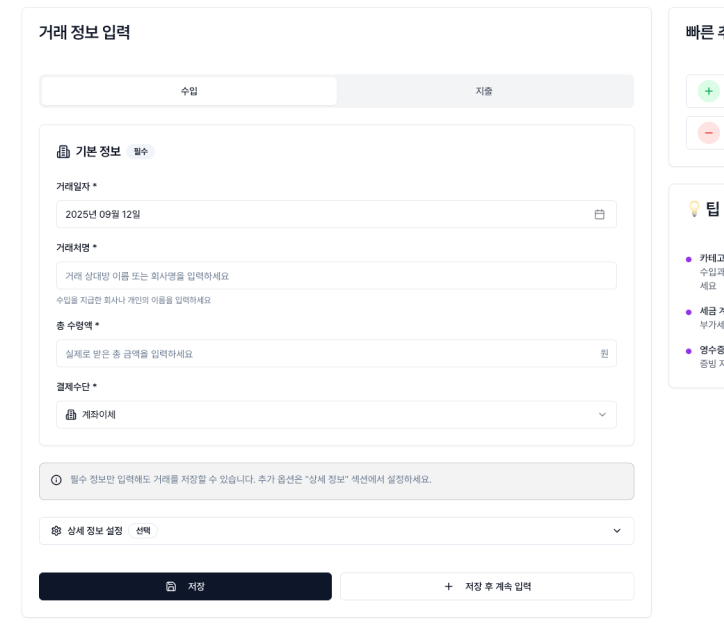 거래 정보 입력
수입
지출
기본 정보 필수
거래일자 *
2025년 09월 12일
거래처명 *
거래 상대방 이름 또는 회사명을 입력하세요
수입을 지급한 회사나 개인의 이름을 입력하세요
총 수령액 *
실제로 받은 총 금액을 입력하세요 원
결제수단 *
계좌이체
필수 정보만 입력해도 거래를 저장할 수 있습니다. 추가 옵션은 "상세 정보" 섹션에서 설정하세요.
상세 정보 설정 선택
저장
저장 후 계속 입력
빠른
팁
카테고
수입과
세요
세금
부가세
영수증
증빙